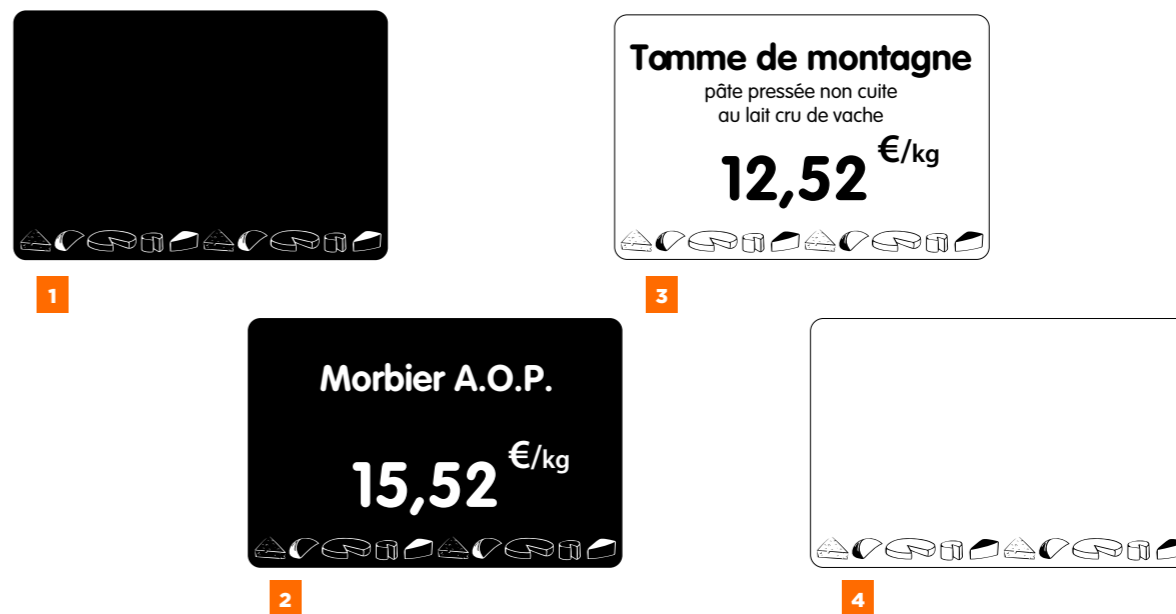 1
Tomme de montagne
pâte pressée non cuite
au lait cru de vache
12,52 €/kg
3
Morbier A.O.P.
15,52 €/kg
2
4